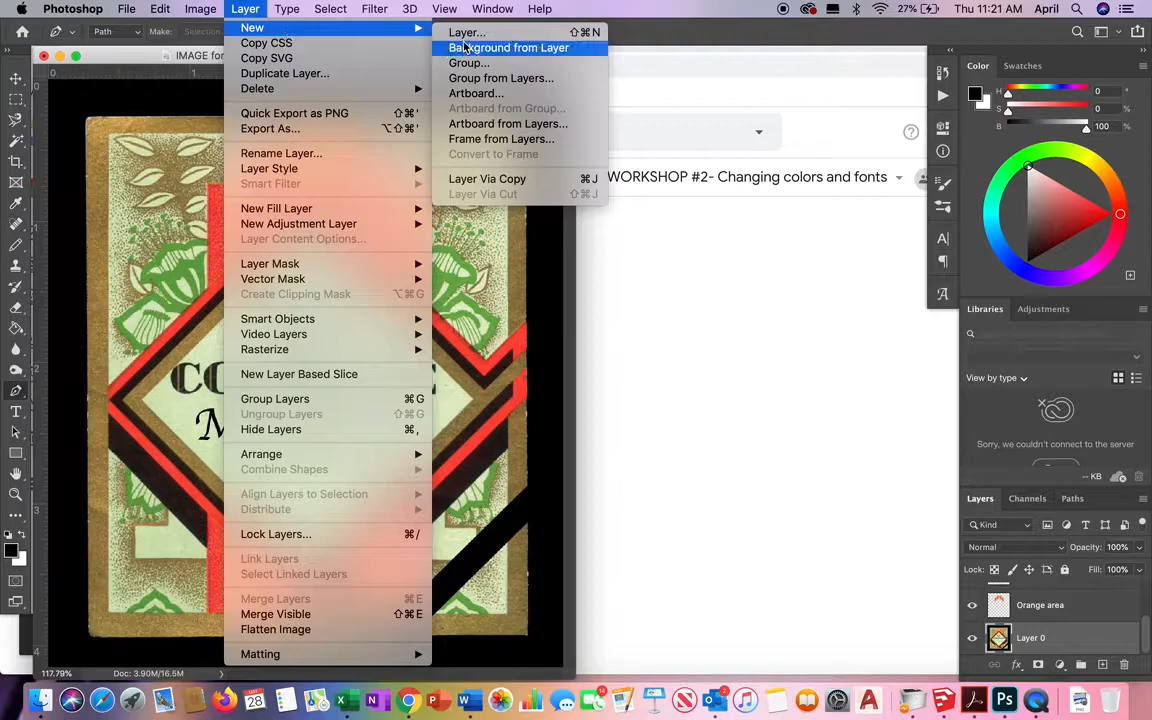 Photoshop File Edit Image Layer Type Select Filter 3D View Window Help 27% Thu 11:21 AM April
Path Make:
IMAGE for
New
Copy CSS
Copy SVG
Duplicate Layer...
Delete
Quick Export as PNG ⇧⌘'
Export As... ⌥⇧⌘'
Rename Layer...
Layer Style
Smart Filter
New Fill Layer
New Adjustment Layer
Layer Content Options...
Layer Mask
Vector Mask
Create Clipping Mask ⌥⌘G
Smart Objects
Video Layers
Rasterize
New Layer Based Slice
Group Layers ⌘G
Ungroup Layers ⇧⌘G
Hide Layers ⌘,
Arrange
Combine Shapes
Align Layers to Selection
Distribute
Lock Layers... ⌘/
Link Layers
Select Linked Layers
Merge Layers ⌘E
Merge Visible ⇧⌘E
Flatten Image
Matting
Layer... ⇧⌘N
Background from Layer
Group...
Group from Layers...
Artboard...
Artboard from Group...
Artboard from Layers...
Frame from Layers...
Convert to Frame
Layer Via Copy ⌘J
Layer Via Cut ⇧⌘J
WORKSHOP #2- Changing colors and fonts
Color Swatches
H 0 °
S 0 %
B 100 %
Libraries Adjustments
View by type
Sorry, we couldn't connect to the server
-- KB
Layers Channels Paths
Kind
Normal Opacity: 100%
Lock: Fill: 100%
Orange area
Layer 0
117.79% Doc: 3.90M/16.5M